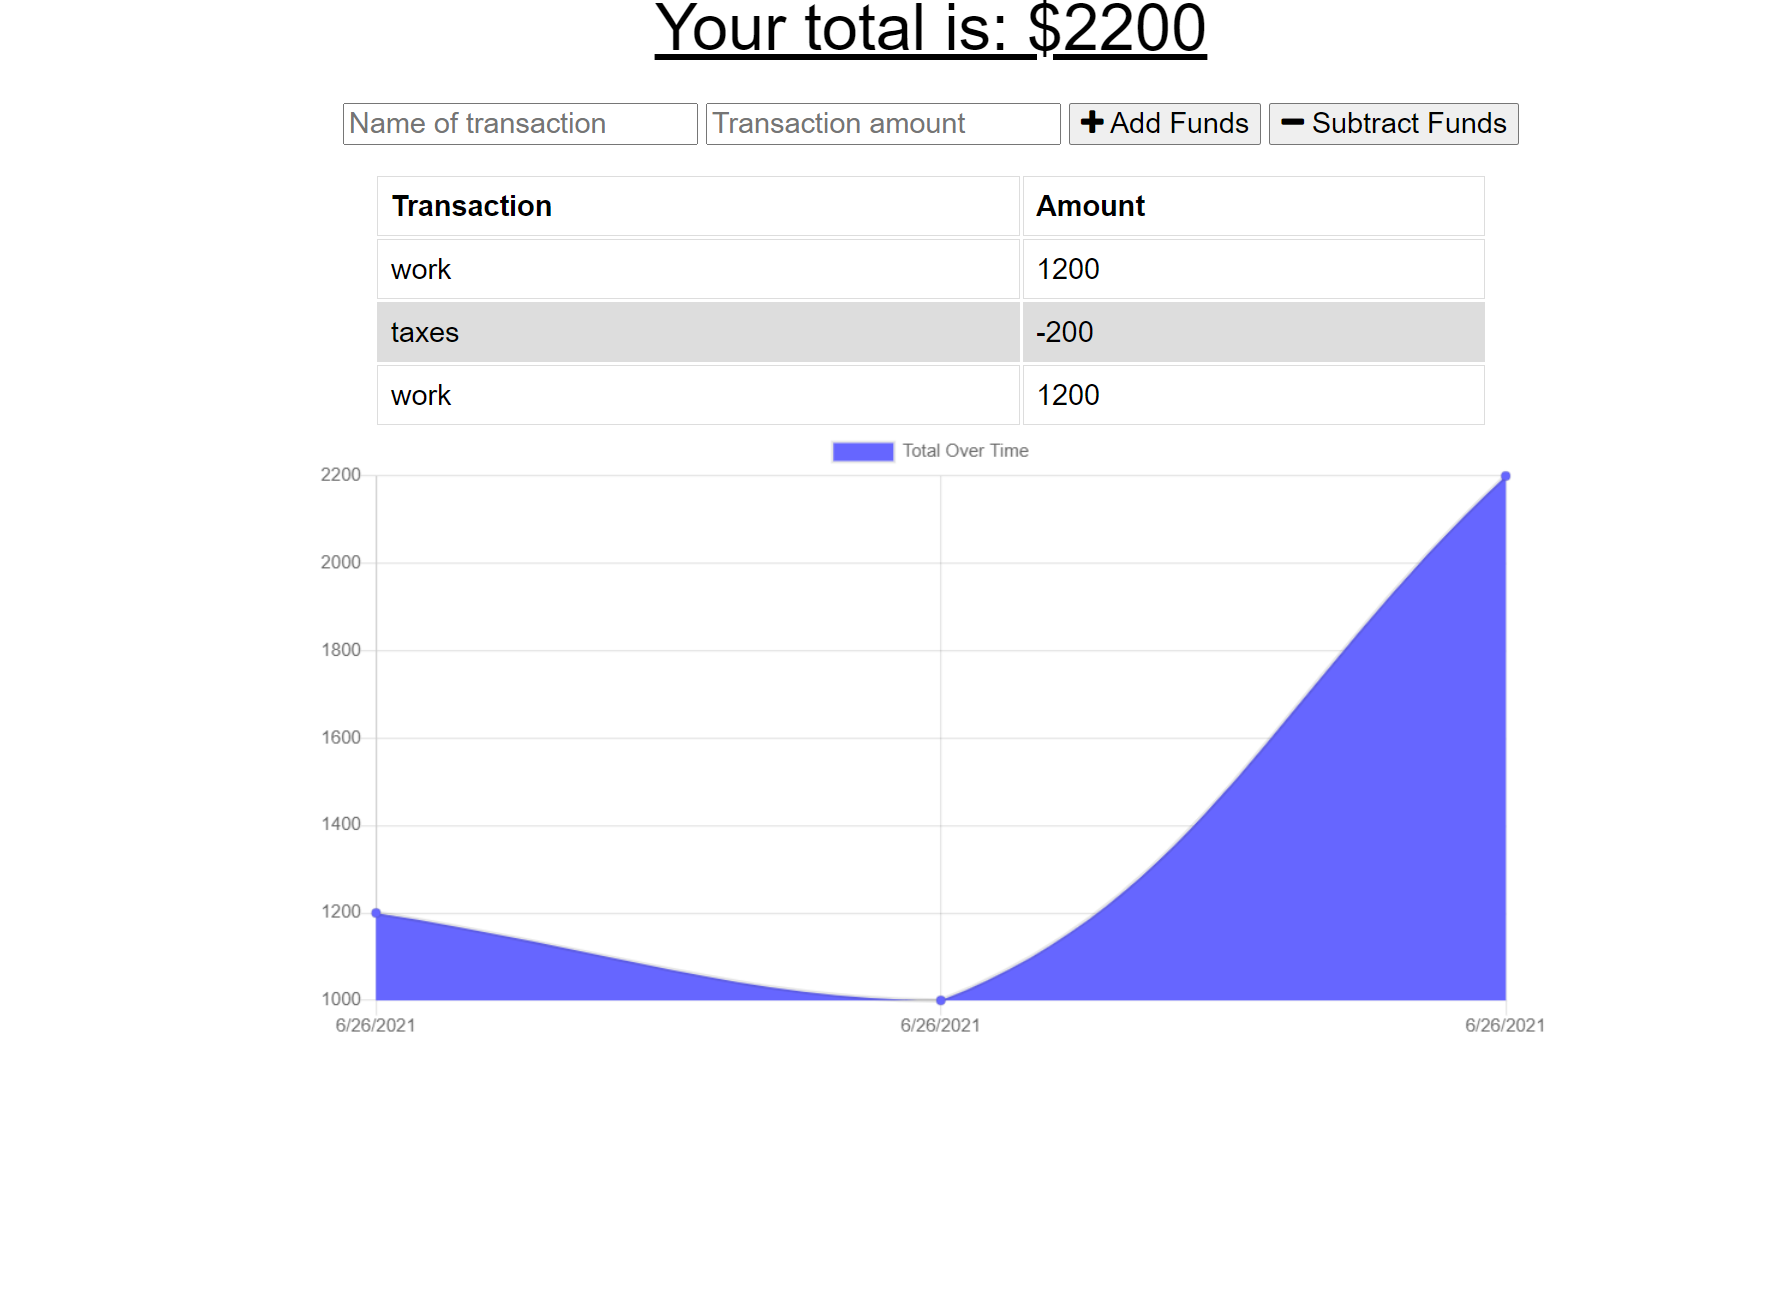 Your total is: $2200
Name of transaction Transaction amount Add Funds Subtract Funds
Transaction Amount
work 1200
taxes -200
work 1200
Total Over Time
2200
2000
1800
1600
1400
1200
1000
6/26/2021 6/26/2021 6/26/2021